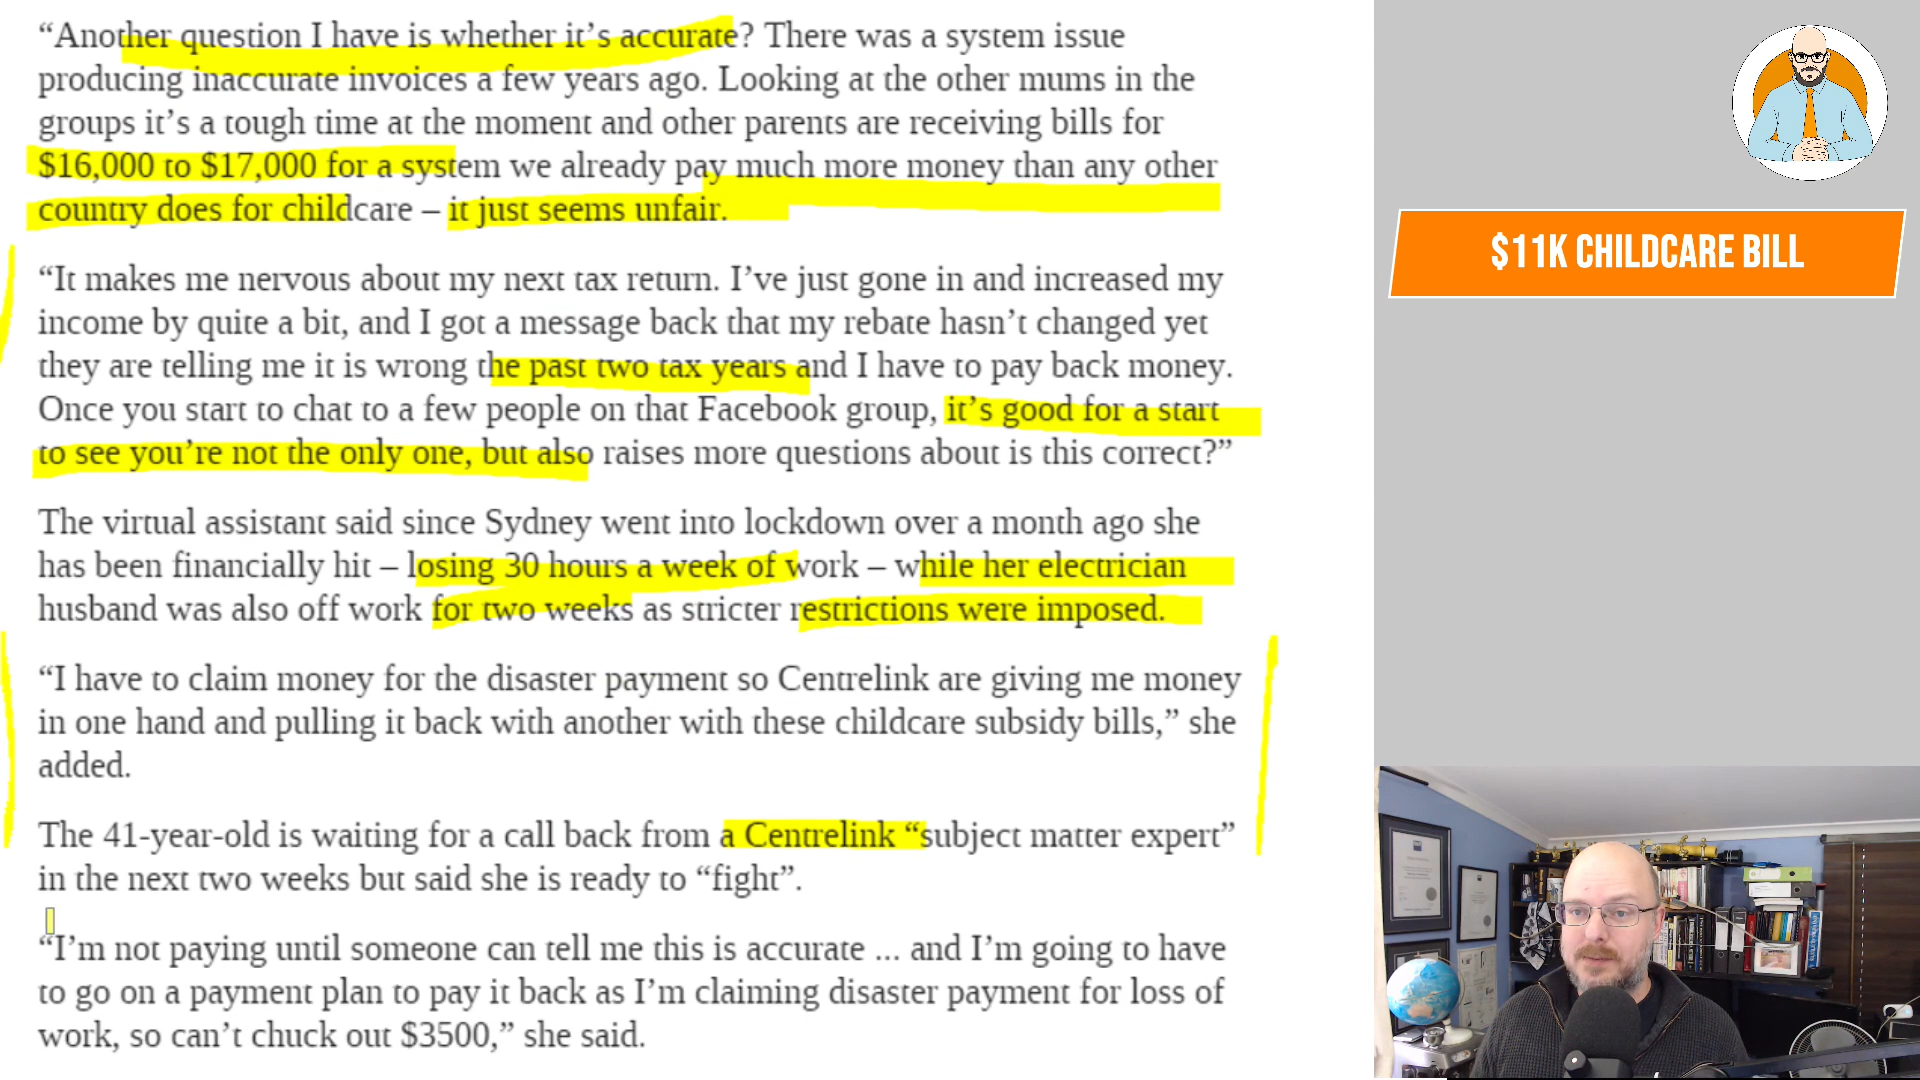 “Another question I have is whether it’s accurate? There was a system issue
producing inaccurate invoices a few years ago. Looking at the other mums in the
groups it’s a tough time at the moment and other parents are receiving bills for
$16,000 to $17,000 for a system we already pay much more money than any other
country does for childcare – it just seems unfair.
“It makes me nervous about my next tax return. I’ve just gone in and increased my
income by quite a bit, and I got a message back that my rebate hasn’t changed yet
they are telling me it is wrong the past two tax years and I have to pay back money.
Once you start to chat to a few people on that Facebook group, it’s good for a start
to see you’re not the only one, but also raises more questions about is this correct?”
The virtual assistant said since Sydney went into lockdown over a month ago she
has been financially hit – losing 30 hours a week of work – while her electrician
husband was also off work for two weeks as stricter restrictions were imposed.
“I have to claim money for the disaster payment so Centrelink are giving me money
in one hand and pulling it back with another with these childcare subsidy bills,” she
added.
The 41-year-old is waiting for a call back from a Centrelink “subject matter expert”
in the next two weeks but said she is ready to “fight”.
“I’m not paying until someone can tell me this is accurate ... and I’m going to have
to go on a payment plan to pay it back as I’m claiming disaster payment for loss of
work, so can’t chuck out $3500,” she said.
$11K CHILDCARE BILL